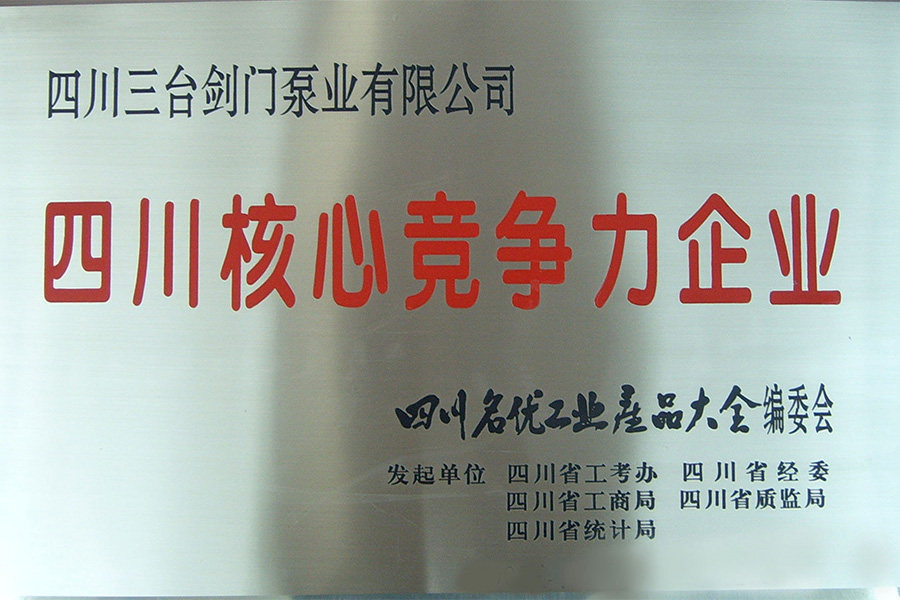 四川三台剑门泵业有限公司
四川核心竞争力企业
四川名优工业產品大全编委会
发起单位 四川省工考办 四川省经委
四川省工商局 四川省质监局
四川省统计局